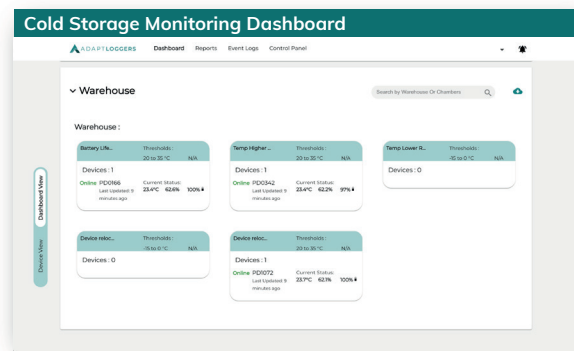 Cold Storage Monitoring Dashboard
ADAPTLOGGERS Dashboard Reports Event Logs Control Panel
Warehouse
Search by Warehouse Or Chambers
Warehouse :
Battery Life... Thresholds :
20 to 35 °C N/A
Devices : 1
Online PD0166 Current Status:
Last Updated: 9 23.4°C 62.6% 100%
minutes ago
Temp Higher ... Thresholds :
20 to 35 °C N/A
Devices : 1
Online PD0342 Current Status:
Last Updated: 9 23.4°C 62.2% 97%
minutes ago
Temp Lower R... Thresholds :
-15 to 0 °C N/A
Devices : 0
Device reloc... Thresholds :
-15 to 0 °C N/A
Devices : 0
Device reloc... Thresholds :
20 to 35 °C N/A
Devices : 1
Online PD1072 Current Status:
Last Updated: 9 23.7°C 62.1% 100%
minutes ago
Dashboard View
Device View